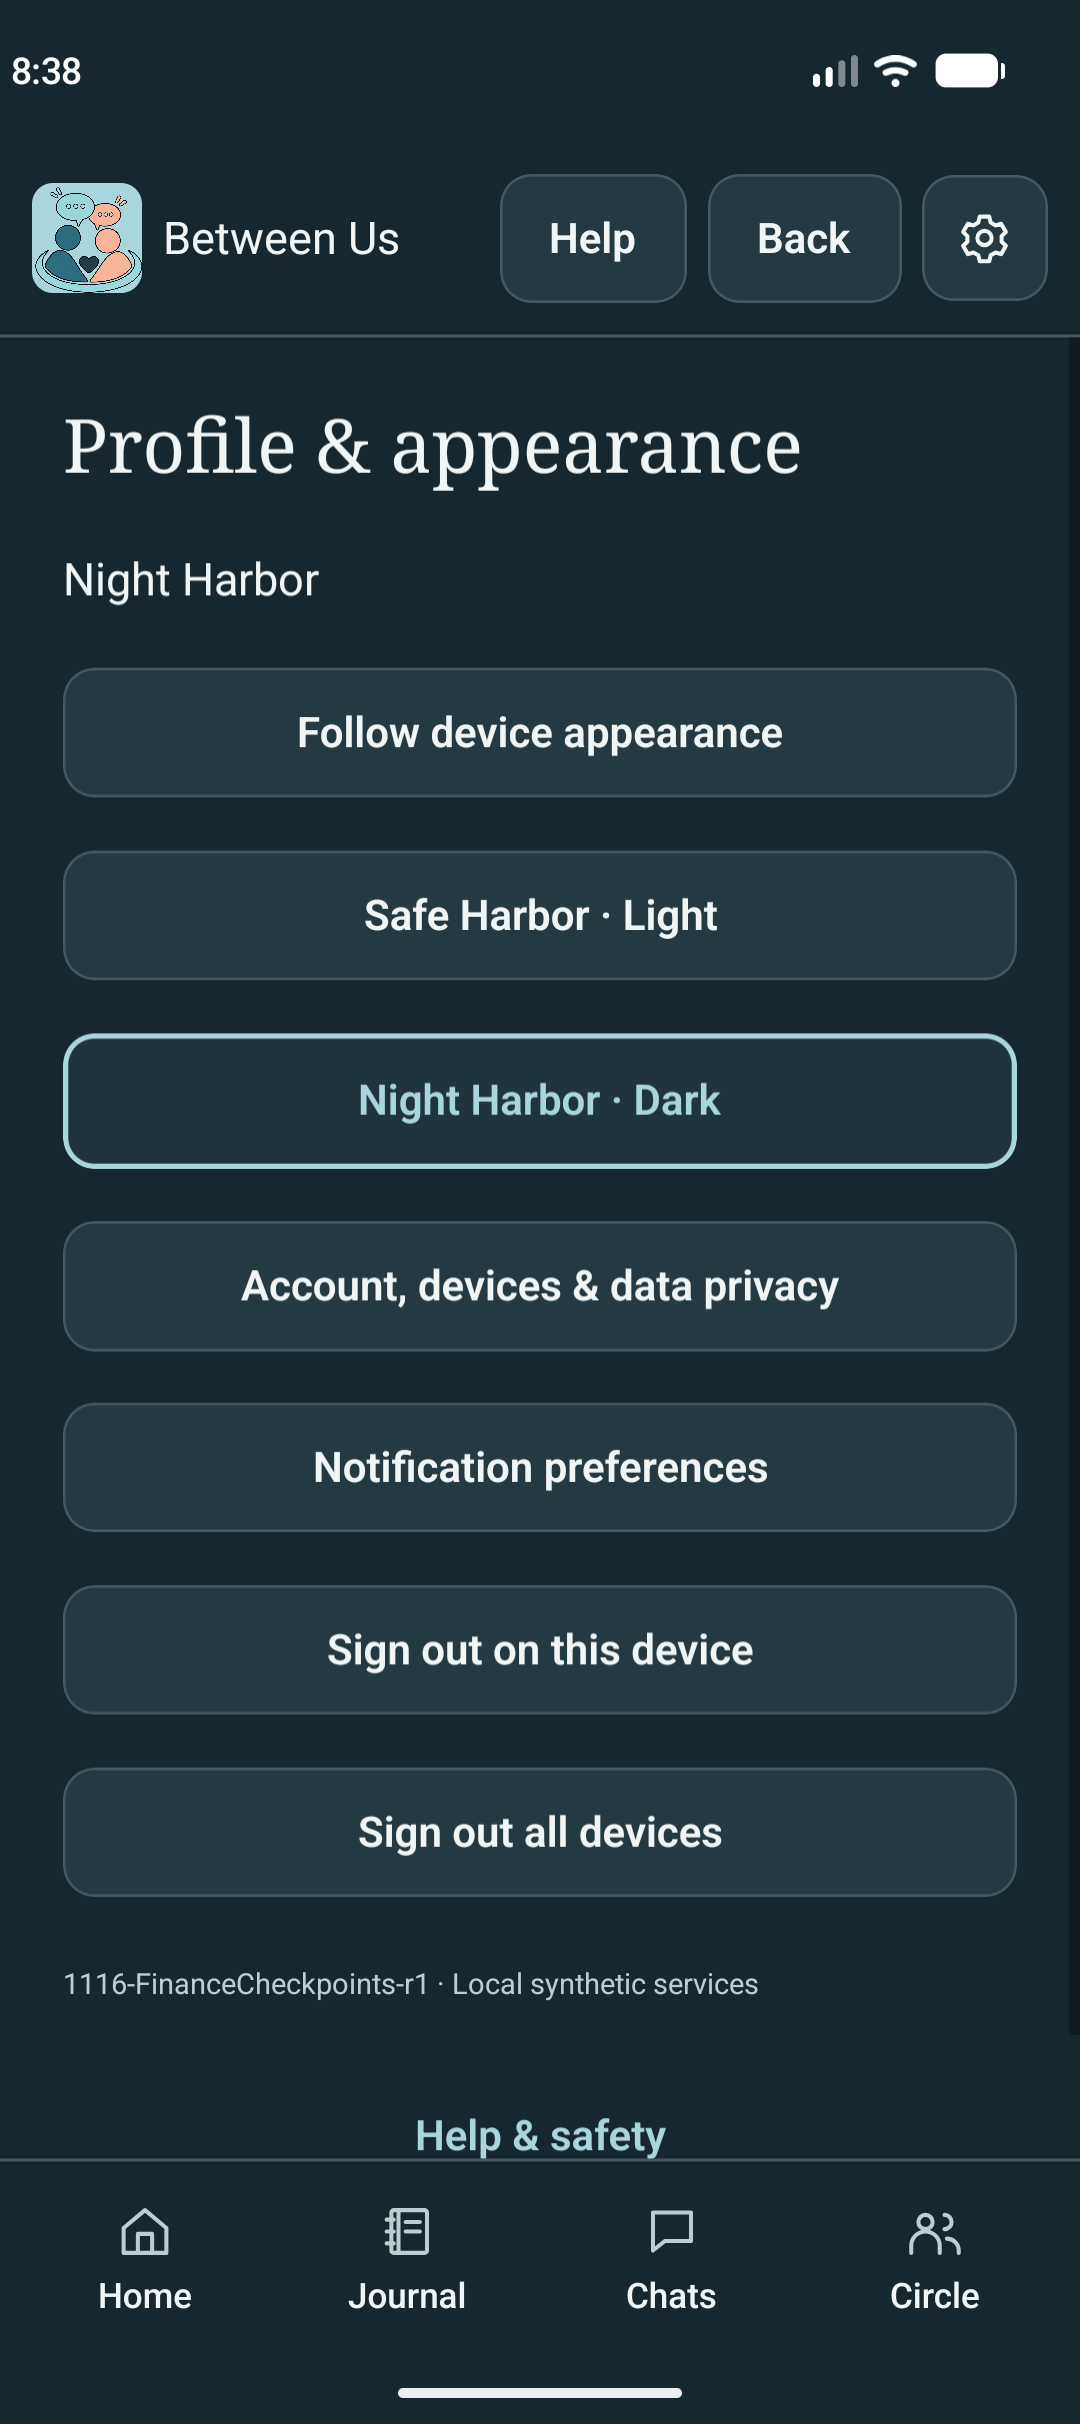 8:38
Between Us
Help
Back
Profile & appearance
Night Harbor
Follow device appearance
Safe Harbor · Light
Night Harbor · Dark
Account, devices & data privacy
Notification preferences
Sign out on this device
Sign out all devices
1116-FinanceCheckpoints-r1 · Local synthetic services
Help & safety
Home
Journal
Chats
Circle